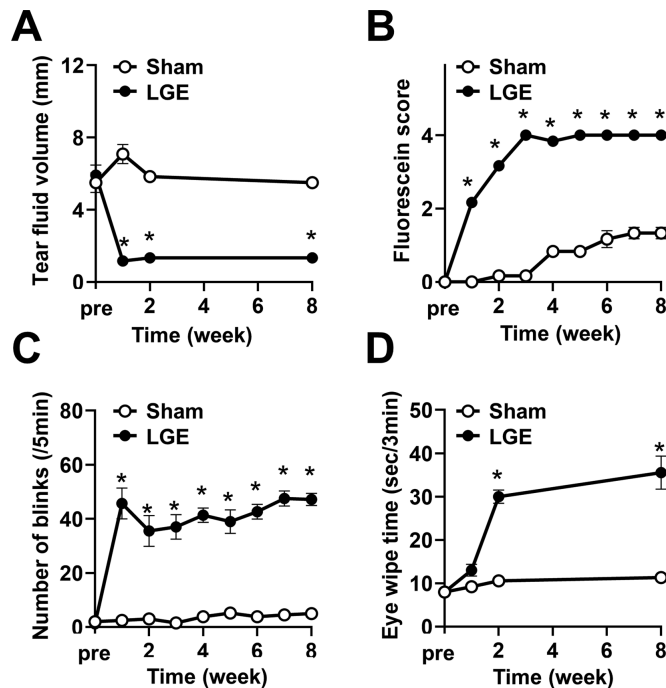 A
Sham
LGE
Tear fluid volume (mm)
12
8
4
0
pre 2 4 6 8
Time (week)
* * *
B
Sham
LGE
Fluorescein score
4
2
0
pre 2 4 6 8
Time (week)
* * * * * * * *
C
Sham
LGE
Number of blinks (/5min)
80
60
40
20
0
pre 2 4 6 8
Time (week)
* * * * * * * *
D
Sham
LGE
Eye wipe time (sec/3min)
50
40
30
20
10
0
pre 2 4 6 8
Time (week)
* *